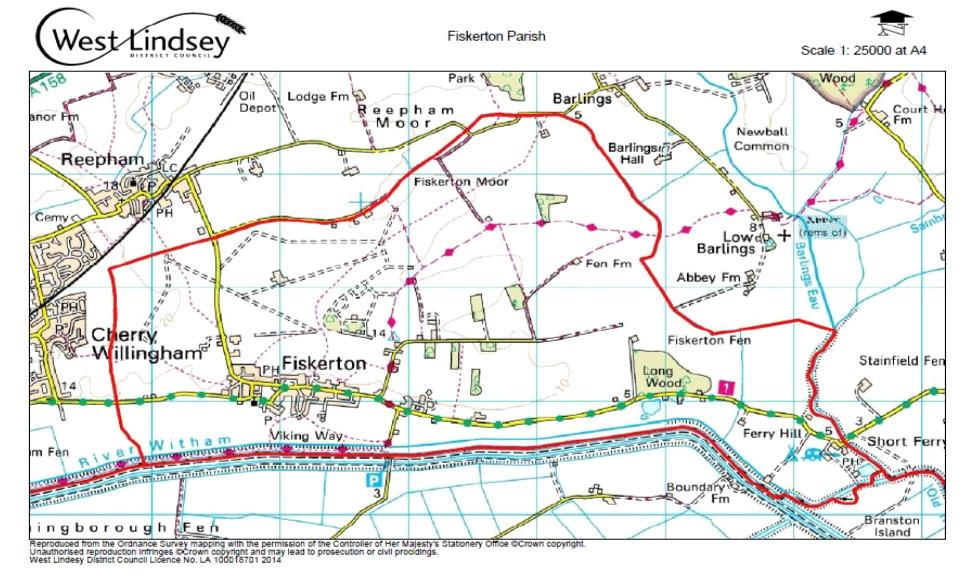 West Lindsey
DISTRICT COUNCIL
Fiskerton Parish
Scale 1: 25000 at A4
A 158
Oil
Depot
Lodge Fm
Park
Reepham
Moor
Barlings
5
Wood
Court
Fm
anor Fm
5
Newball
Common
Reepham
LC
18
P
PH
Barlings
Hall
Fiskerton Moor
Cemy
8
Low
Barlings
(rems of)
Fen Fm
Abbey Fm
Barlings Eau
PH
P
Cherry
Willingham
14
Fiskerton Fen
Stainfield Fen
PH
Fiskerton
Long
Wood
14
1
5
P
Viking Way
Ferry Hill
5
3
Short Ferry
PH
River Witham
m Fen
P
3
Boundary
Fm
Old
Branston
Island
ingborough Fen
Reproduced from the Ordnance Survey mapping with the permission of the Controller of Her Majesty's Stationery Office ©Crown copyright.
Unauthorised reproduction infringes ©Crown copyright and may lead to prosecution or civil procidings.
West Lindesy District Council Licence No. LA 100018701 2014